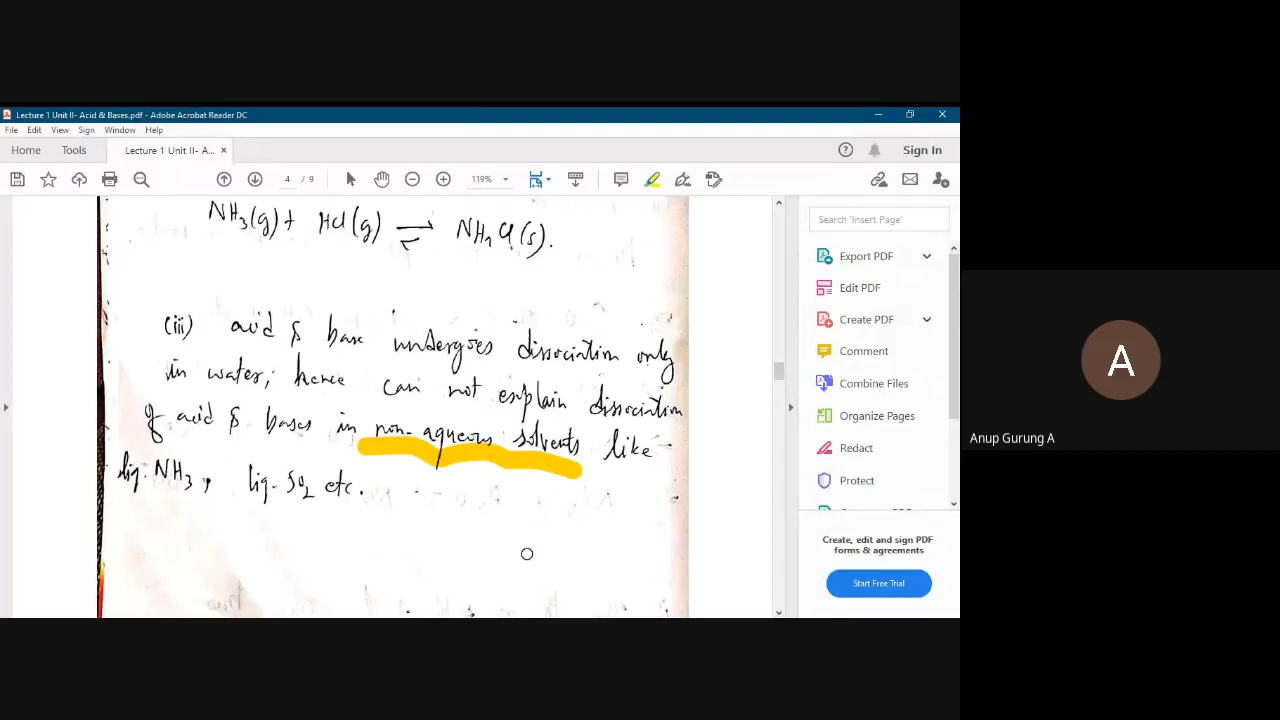 Lecture 1 Unit II- Acid & Bases.pdf - Adobe Acrobat Reader DC
File Edit View Sign Window Help
Home Tools Lecture 1 Unit II- A... × Sign In
4 / 9 119%
NH3(g) + HCl(g) ⇌ NH4Cl(s).
(iii) acid & base undergoes dissociation only
in water; hence can not explain dissociation
of acid & bases in non-aqueous solvents like
liq. NH3, liq. SO2 etc.
Search 'Insert Page'
Export PDF
Edit PDF
Create PDF
Comment
Combine Files
Organize Pages
Redact
Protect
Create, edit and sign PDF
forms & agreements
Start Free Trial
A
Anup Gurung A